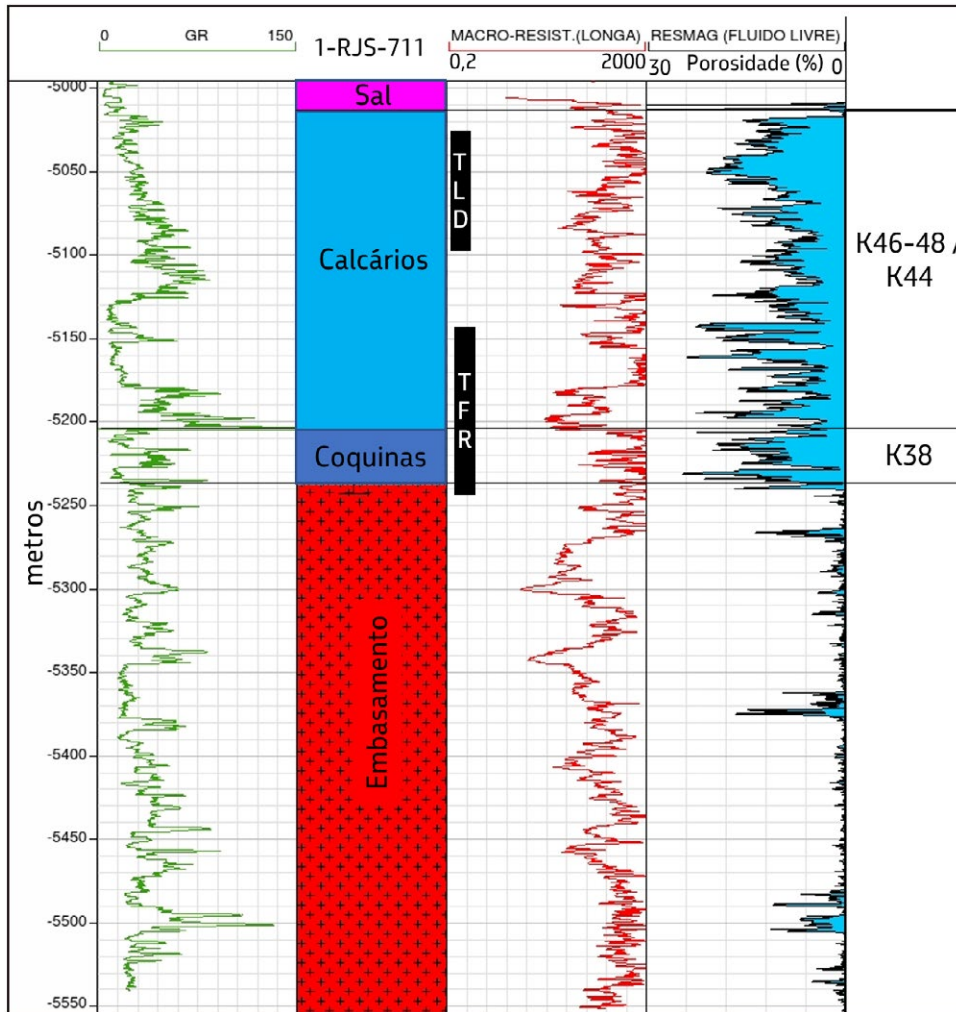 0 GR 150
1-RJS-711
MACRO-RESIST.(LONGA)
0,2 2000
RESMAG (FLUIDO LIVRE)
30 Porosidade (%) 0
metros
-5000
-5050
-5100
-5150
-5200
-5250
-5300
-5350
-5400
-5450
-5500
-5550
Sal
Calcários
Coquinas
Embasamento
TLD
TFR
K46-48 /
K44
K38